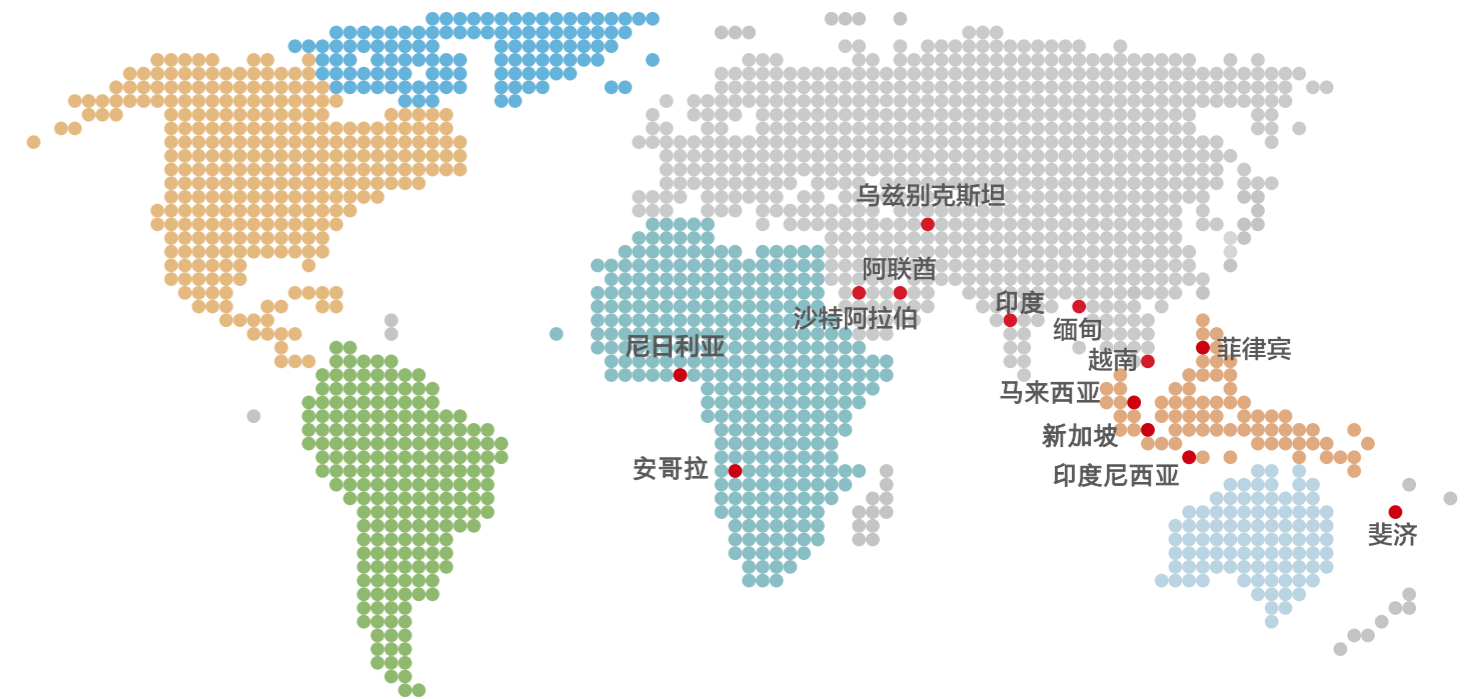 乌兹别克斯坦
阿联酋
印度
沙特阿拉伯
缅甸
尼日利亚
菲律宾
越南
马来西亚
新加坡
安哥拉
印度尼西亚
斐济